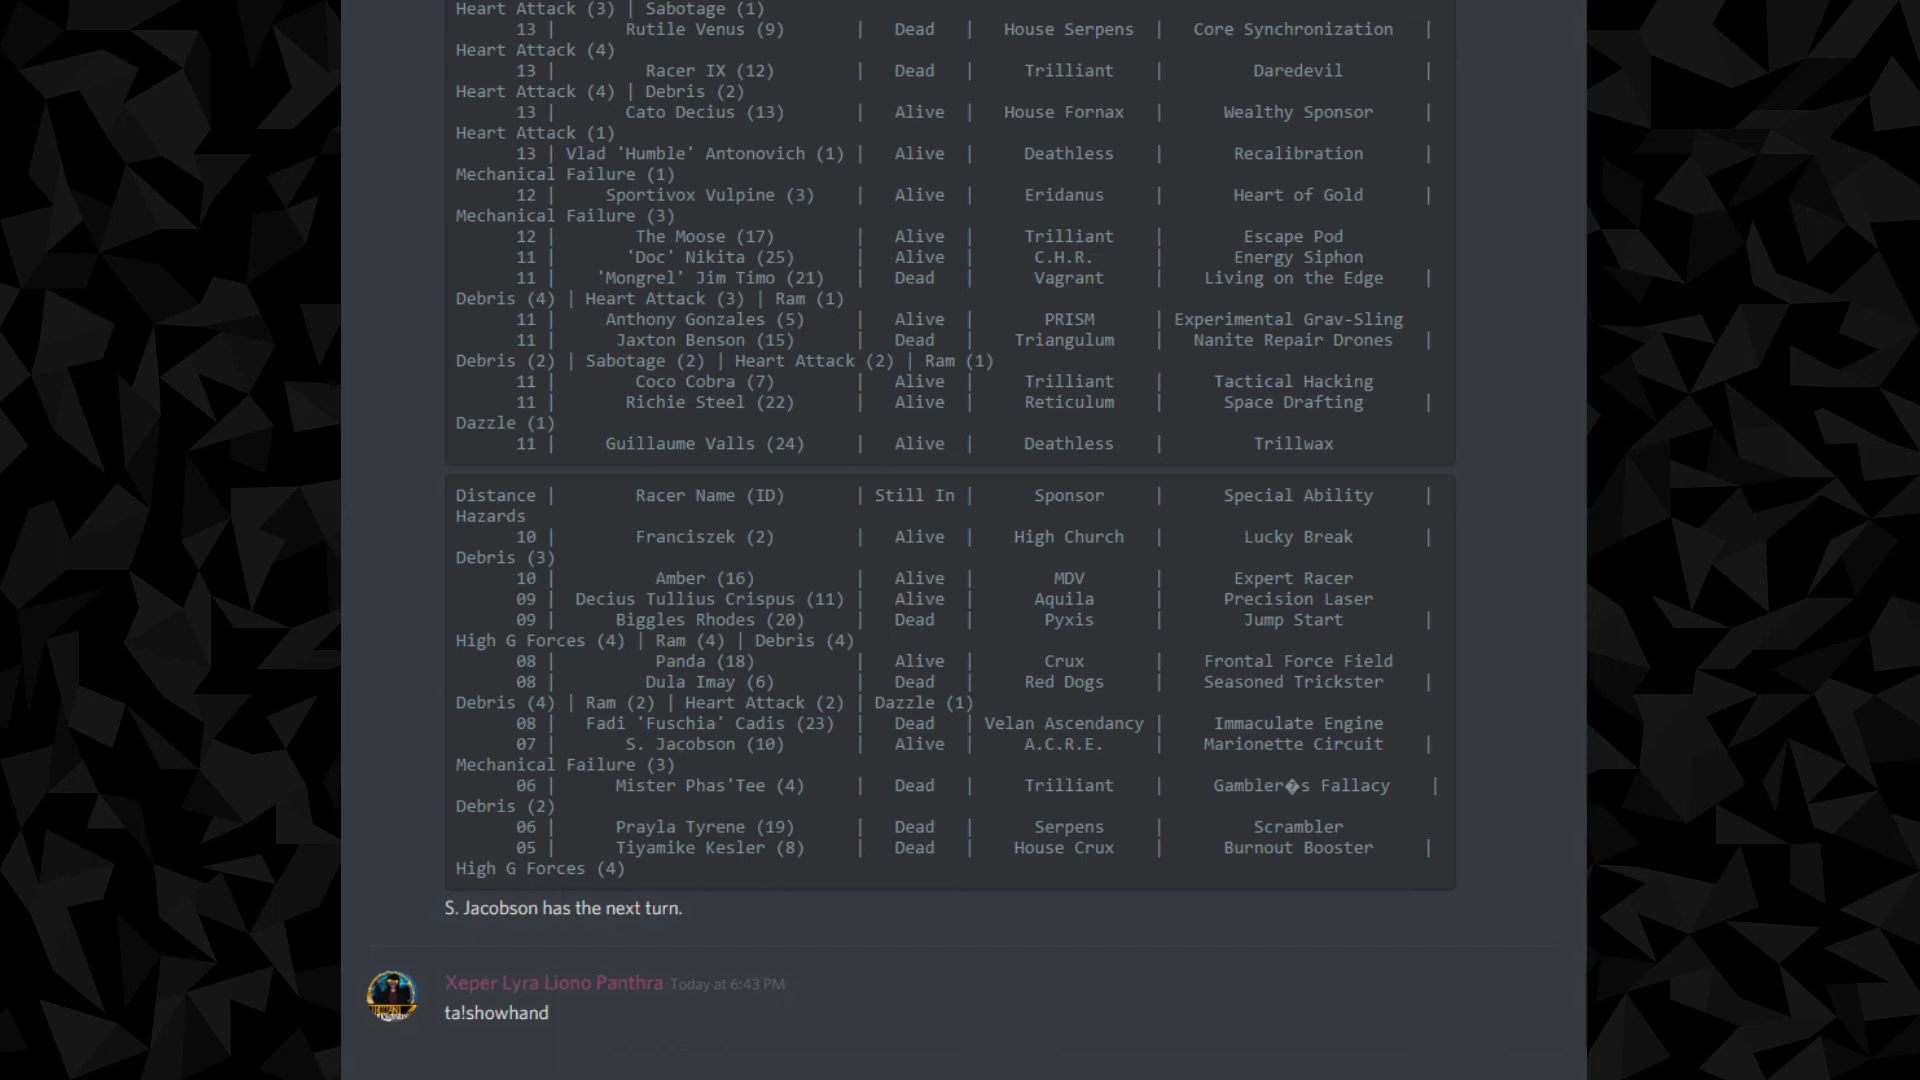 Heart Attack (3) | Sabotage (1)
13 | Rutile Venus (9) | Dead | House Serpens | Core Synchronization |
Heart Attack (4)
13 | Racer IX (12) | Dead | Trilliant | Daredevil |
Heart Attack (4) | Debris (2)
13 | Cato Decius (13) | Alive | House Fornax | Wealthy Sponsor |
Heart Attack (1)
13 | Vlad 'Humble' Antonovich (1) | Alive | Deathless | Recalibration |
Mechanical Failure (1)
12 | Sportivox Vulpine (3) | Alive | Eridanus | Heart of Gold |
Mechanical Failure (3)
12 | The Moose (17) | Alive | Trilliant | Escape Pod
11 | 'Doc' Nikita (25) | Alive | C.H.R. | Energy Siphon
11 | 'Mongrel' Jim Timo (21) | Dead | Vagrant | Living on the Edge |
Debris (4) | Heart Attack (3) | Ram (1)
11 | Anthony Gonzales (5) | Alive | PRISM | Experimental Grav-Sling
11 | Jaxton Benson (15) | Dead | Triangulum | Nanite Repair Drones |
Debris (2) | Sabotage (2) | Heart Attack (2) | Ram (1)
11 | Coco Cobra (7) | Alive | Trilliant | Tactical Hacking
11 | Richie Steel (22) | Alive | Reticulum | Space Drafting |
Dazzle (1)
11 | Guillaume Valls (24) | Alive | Deathless | Trillwax
Distance | Racer Name (ID) | Still In | Sponsor | Special Ability |
Hazards
10 | Franciszek (2) | Alive | High Church | Lucky Break |
Debris (3)
10 | Amber (16) | Alive | MDV | Expert Racer
09 | Decius Tullius Crispus (11) | Alive | Aquila | Precision Laser
09 | Biggles Rhodes (20) | Dead | Pyxis | Jump Start |
High G Forces (4) | Ram (4) | Debris (4)
08 | Panda (18) | Alive | Crux | Frontal Force Field
08 | Dula Imay (6) | Dead | Red Dogs | Seasoned Trickster |
Debris (4) | Ram (2) | Heart Attack (2) | Dazzle (1)
08 | Fadi 'Fuschia' Cadis (23) | Dead | Velan Ascendancy | Immaculate Engine
07 | S. Jacobson (10) | Alive | A.C.R.E. | Marionette Circuit |
Mechanical Failure (3)
06 | Mister Phas'Tee (4) | Dead | Trilliant | Gambler�s Fallacy |
Debris (2)
06 | Prayla Tyrene (19) | Dead | Serpens | Scrambler
05 | Tiyamike Kesler (8) | Dead | House Crux | Burnout Booster |
High G Forces (4)
S. Jacobson has the next turn.
Xeper Lyra Liono Panthra Today at 6:43 PM
ta!showhand